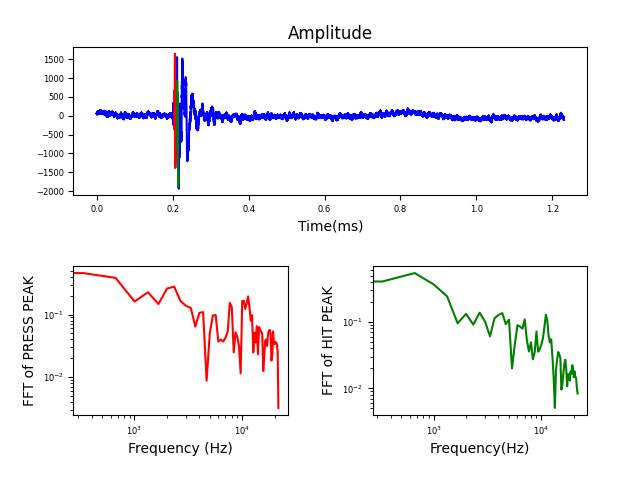 Amplitude
1500
1000
500
0
−500
−1000
−1500
−2000
0.0 0.2 0.4 0.6 0.8 1.0 1.2
Time(ms)
FFT of PRESS PEAK
10⁻¹
10⁻²
10³ 10⁴
Frequency (Hz)
FFT of HIT PEAK
10⁻¹
10⁻²
10³ 10⁴
Frequency(Hz)